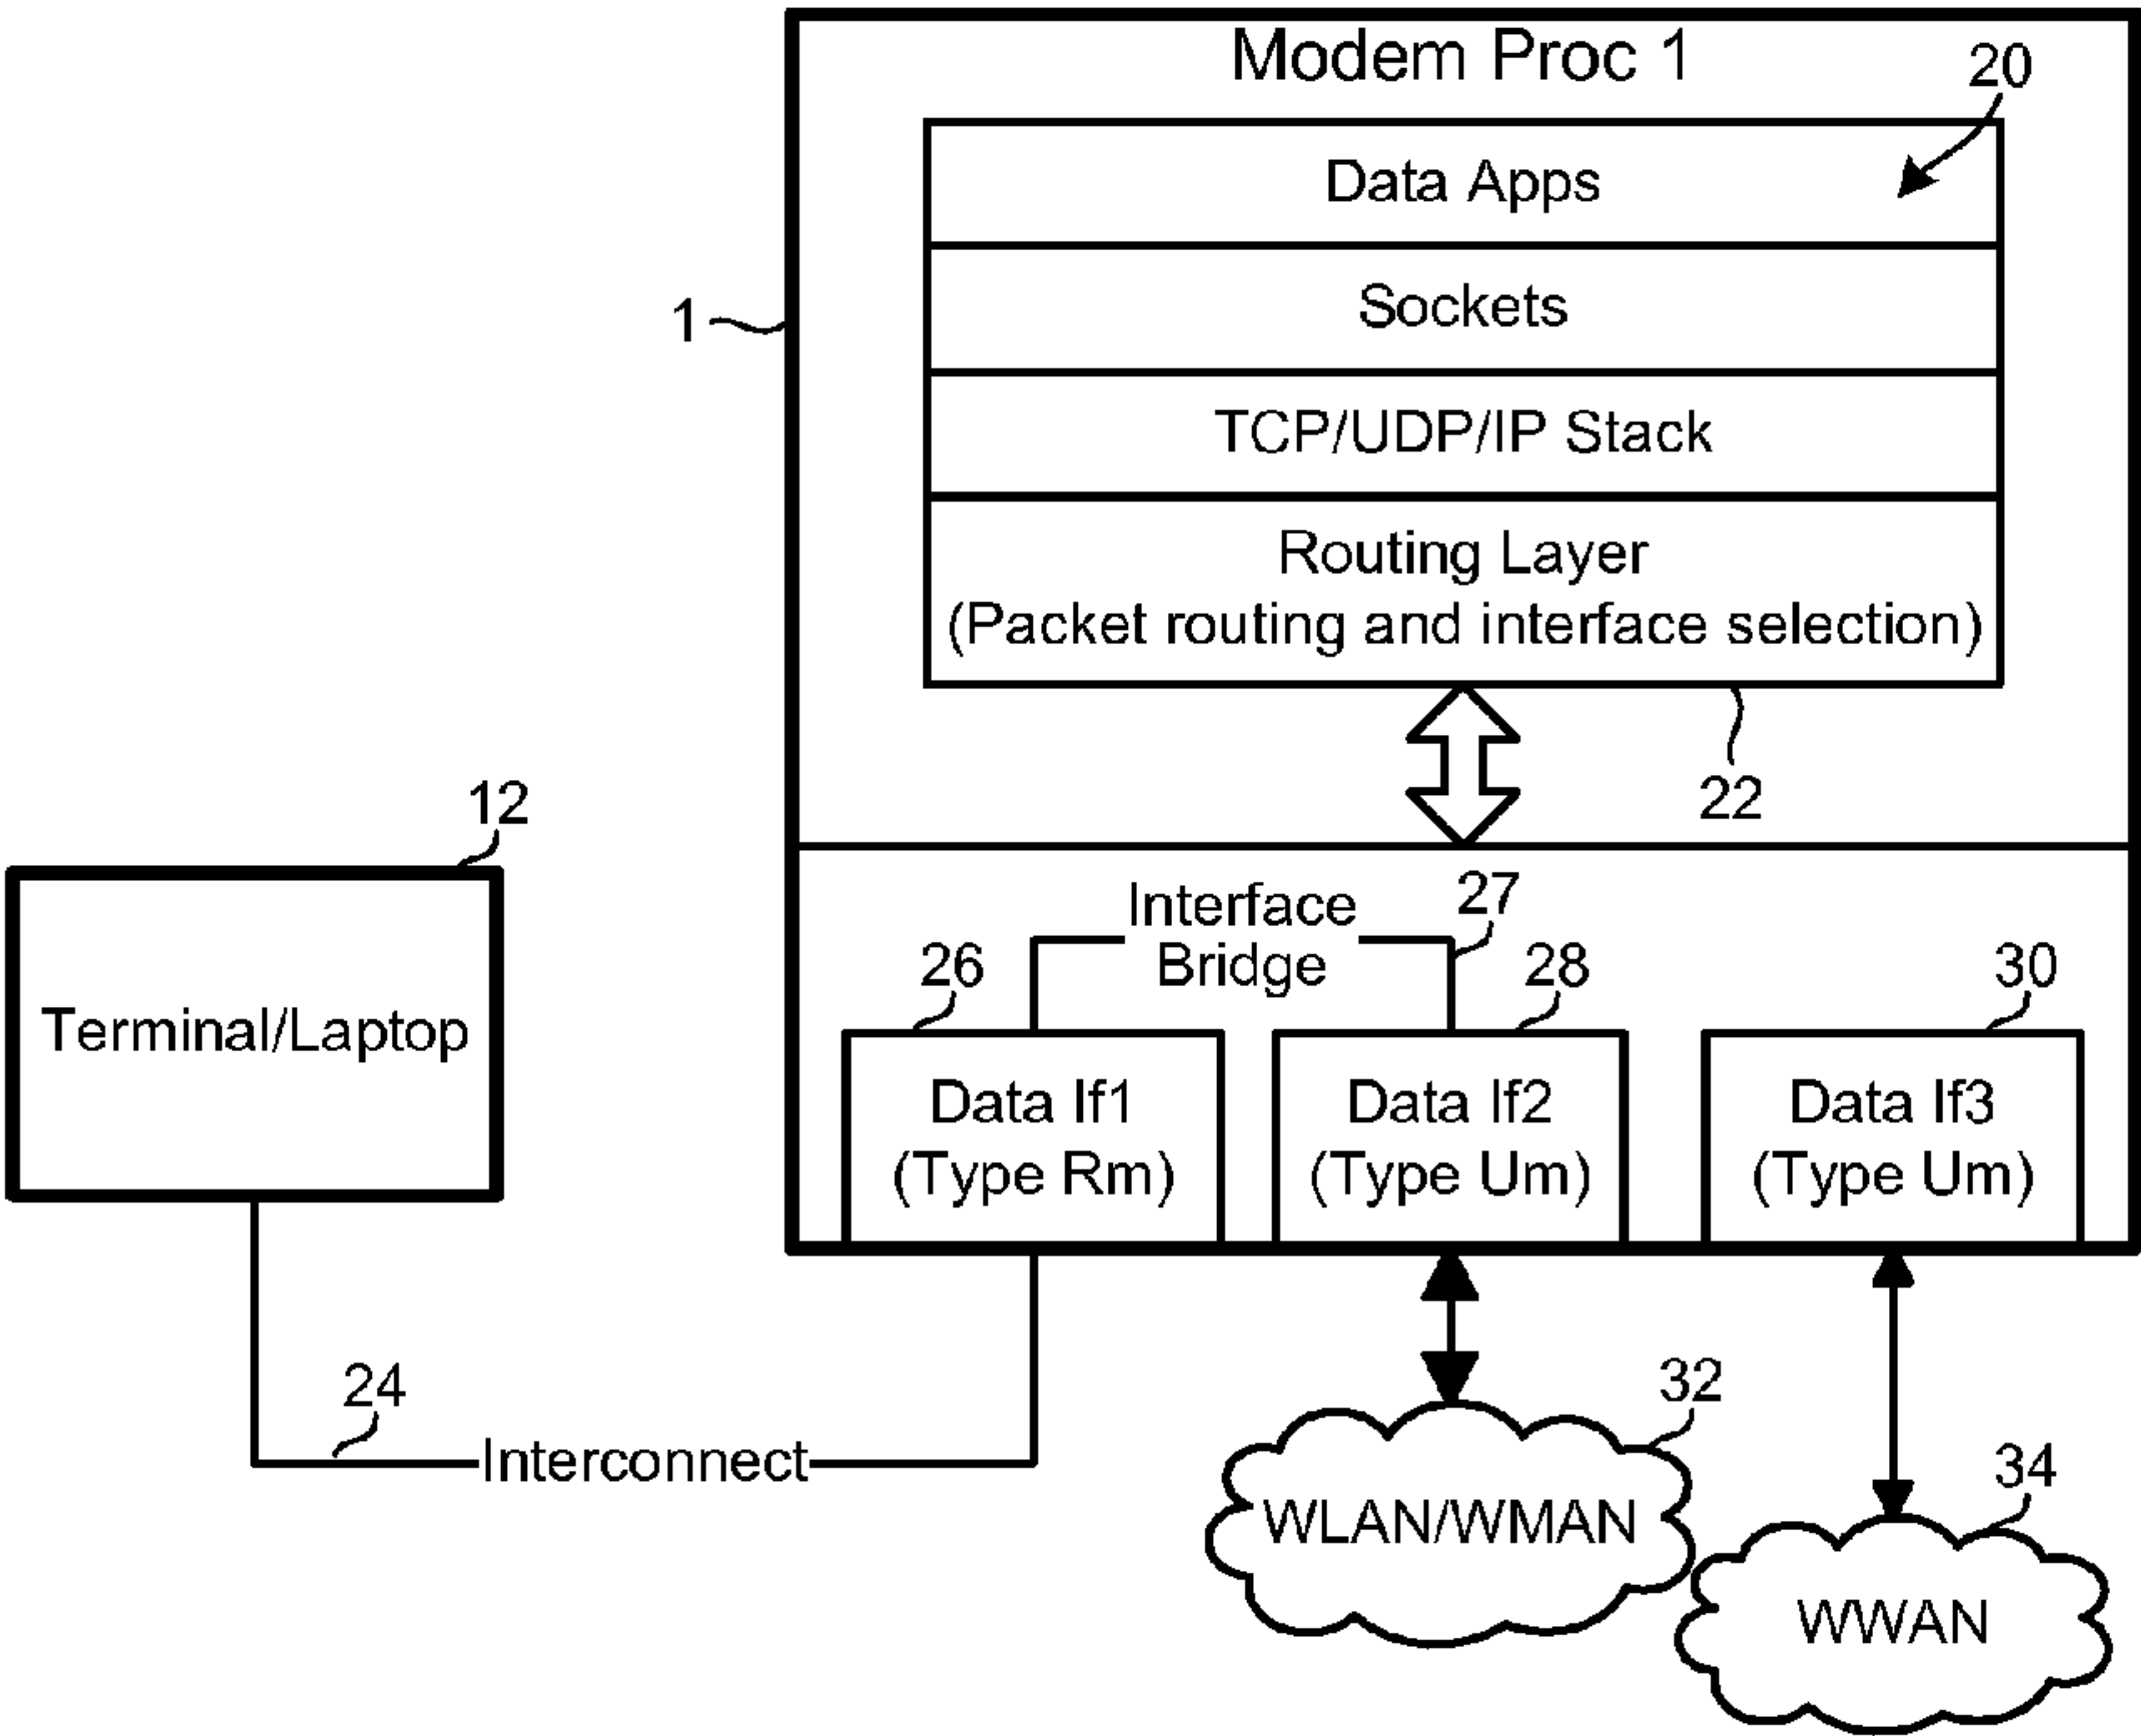 Modem Proc 1
20
Data Apps
1
Sockets
TCP/UDP/IP Stack
Routing Layer
(Packet routing and interface selection)
22
12
Terminal/Laptop
Interface
Bridge
27
26
28
30
Data If1
(Type Rm)
Data If2
(Type Um)
Data If3
(Type Um)
24
Interconnect
32
WLAN/WMAN
34
WWAN